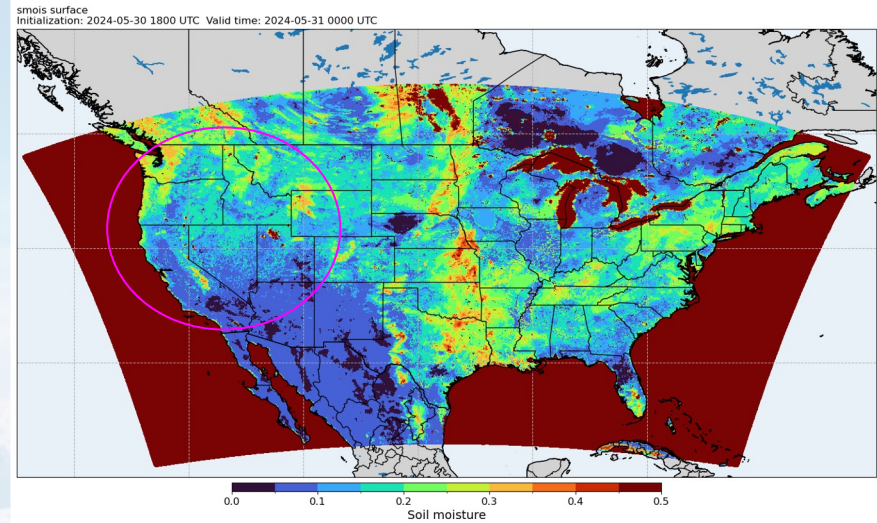 smois surface
Initialization: 2024-05-30 1800 UTC  Valid time: 2024-05-31 0000 UTC
0.0 0.1 0.2 0.3 0.4 0.5
Soil moisture